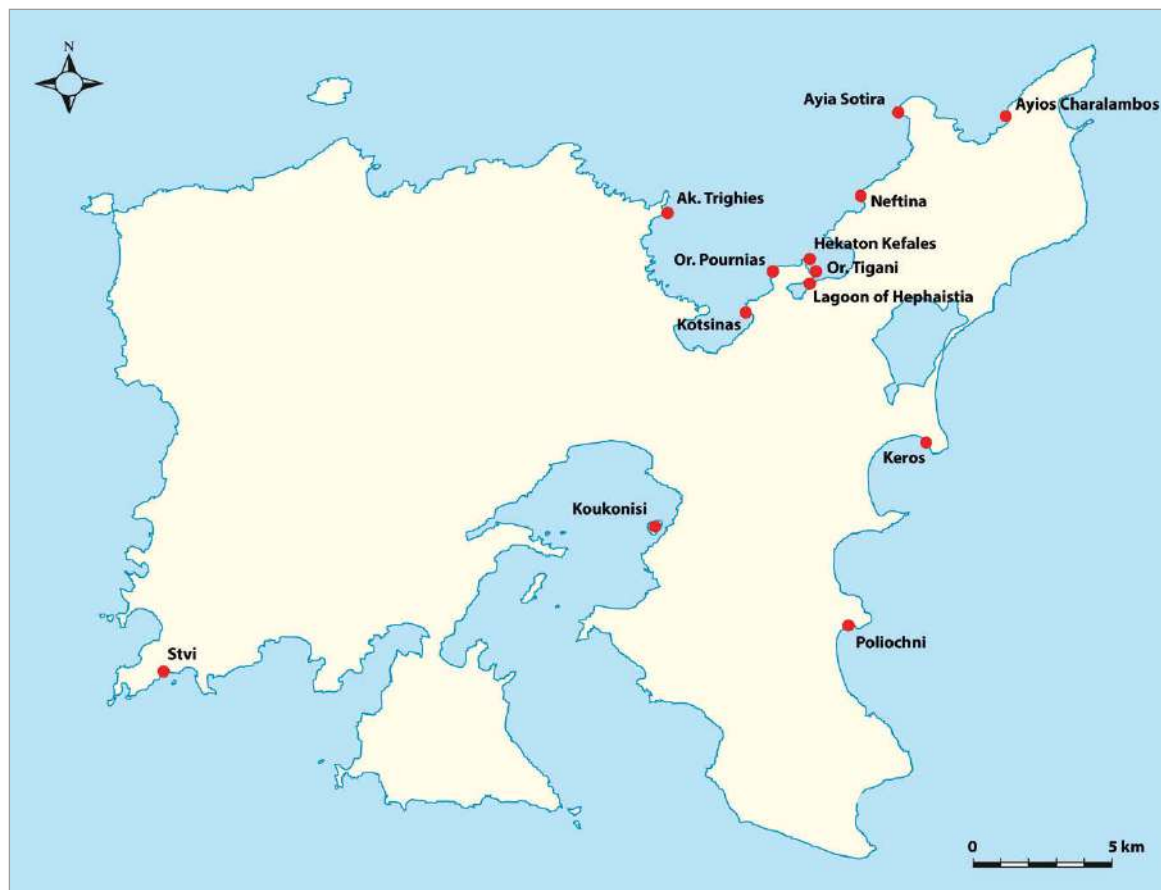 N
Ayia Sotira
Ayios Charalambos
Ak. Trighies
Neftina
Hekaton Kefales
Or. Pournias
Or. Tigani
Lagoon of Hephaistia
Kotsinas
Keros
Koukonisi
Poliochni
Stvi
0 5 km